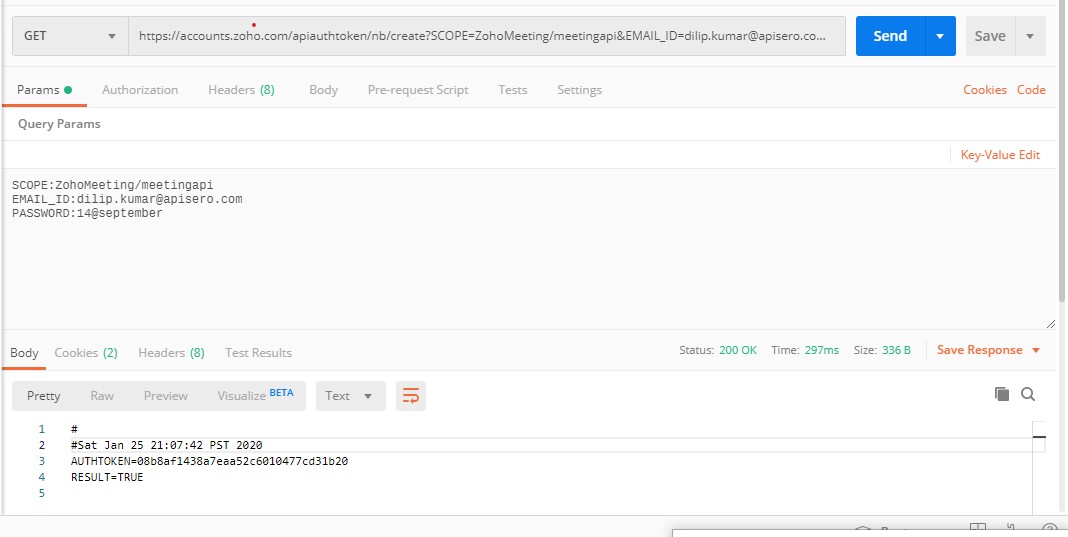 GET https://accounts.zoho.com/apiauthtoken/nb/create?SCOPE=ZohoMeeting/meetingapi&EMAIL_ID=dilip.kumar@apisero.co... Send Save
Params Authorization Headers (8) Body Pre-request Script Tests Settings Cookies Code
Query Params
Key-Value Edit
SCOPE:ZohoMeeting/meetingapi
EMAIL_ID:dilip.kumar@apisero.com
PASSWORD:14@september
Body Cookies (2) Headers (8) Test Results Status: 200 OK Time: 297ms Size: 336 B Save Response
Pretty Raw Preview Visualize BETA Text
1 #
2 #Sat Jan 25 21:07:42 PST 2020
3 AUTHTOKEN=08b8af1438a7eaa52c6010477cd31b20
4 RESULT=TRUE
5